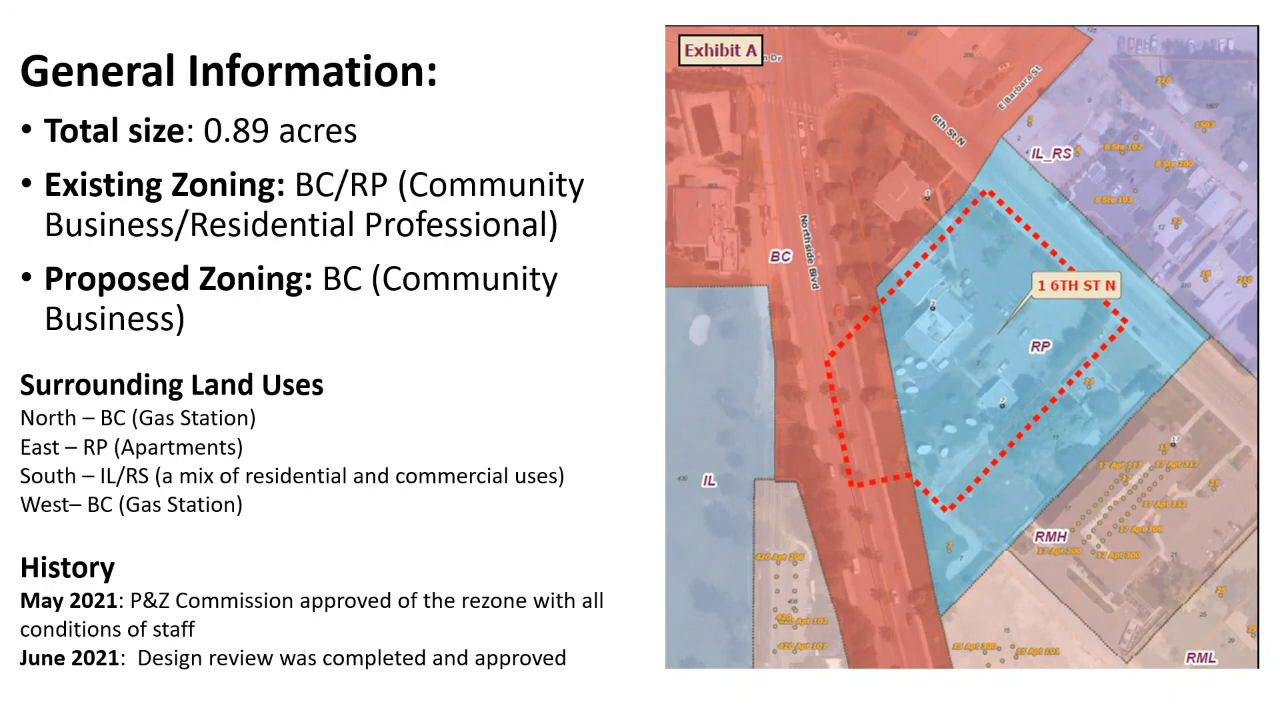 General Information:
• Total size: 0.89 acres
• Existing Zoning: BC/RP (Community
Business/Residential Professional)
• Proposed Zoning: BC (Community
Business)
Surrounding Land Uses
North – BC (Gas Station)
East – RP (Apartments)
South – IL/RS (a mix of residential and commercial uses)
West– BC (Gas Station)
History
May 2021: P&Z Commission approved of the rezone with all
conditions of staff
June 2021:  Design review was completed and approved
Exhibit A
Dr
E Barbara St
6th St N
IL_RS
Northside Blvd
BC
1 6TH ST N
RP
IL
RMH
RML